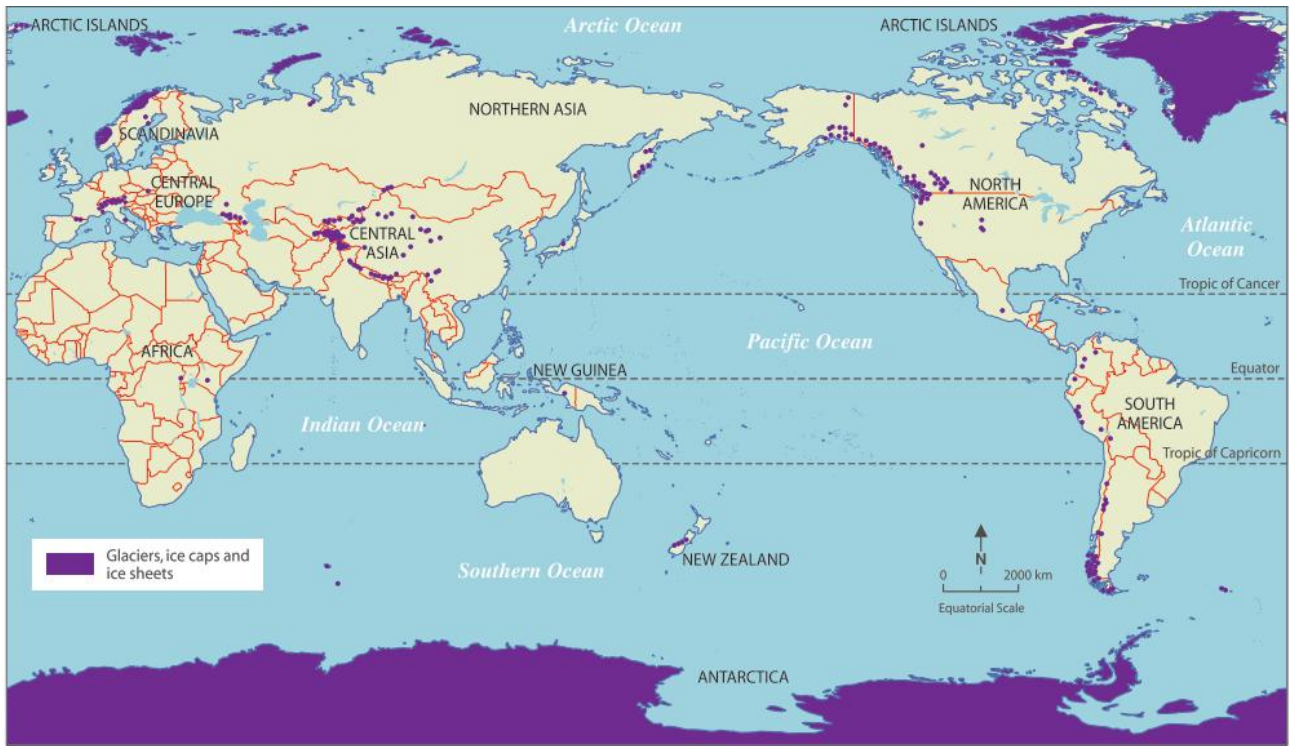 ARCTIC ISLANDS
Arctic Ocean
ARCTIC ISLANDS
NORTHERN ASIA
SCANDINAVIA
CENTRAL
EUROPE
NORTH
AMERICA
Atlantic
Ocean
CENTRAL
ASIA
Tropic of Cancer
Pacific Ocean
AFRICA
NEW GUINEA
Equator
SOUTH
AMERICA
Indian Ocean
Tropic of Capricorn
Glaciers, ice caps and
ice sheets
Southern Ocean
NEW ZEALAND
N
0 2000 km
Equatorial Scale
ANTARCTICA